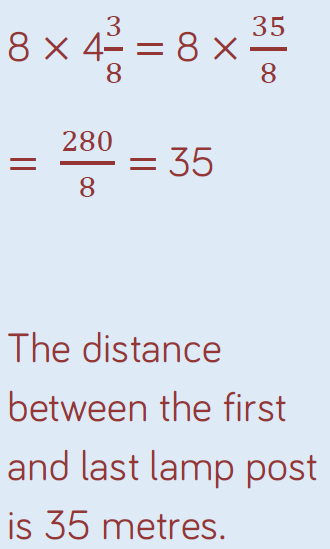 8 × 4 3/8 = 8 × 35/8
= 280/8 = 35
The distance
between the first
and last lamp post
is 35 metres.